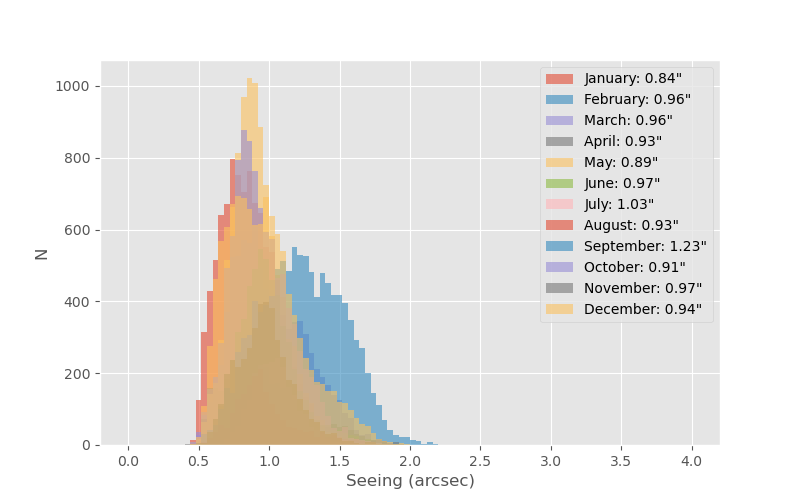 1000
800
600
400
200
0
N
0.0 0.5 1.0 1.5 2.0 2.5 3.0 3.5 4.0
Seeing (arcsec)
January: 0.84"
February: 0.96"
March: 0.96"
April: 0.93"
May: 0.89"
June: 0.97"
July: 1.03"
August: 0.93"
September: 1.23"
October: 0.91"
November: 0.97"
December: 0.94"